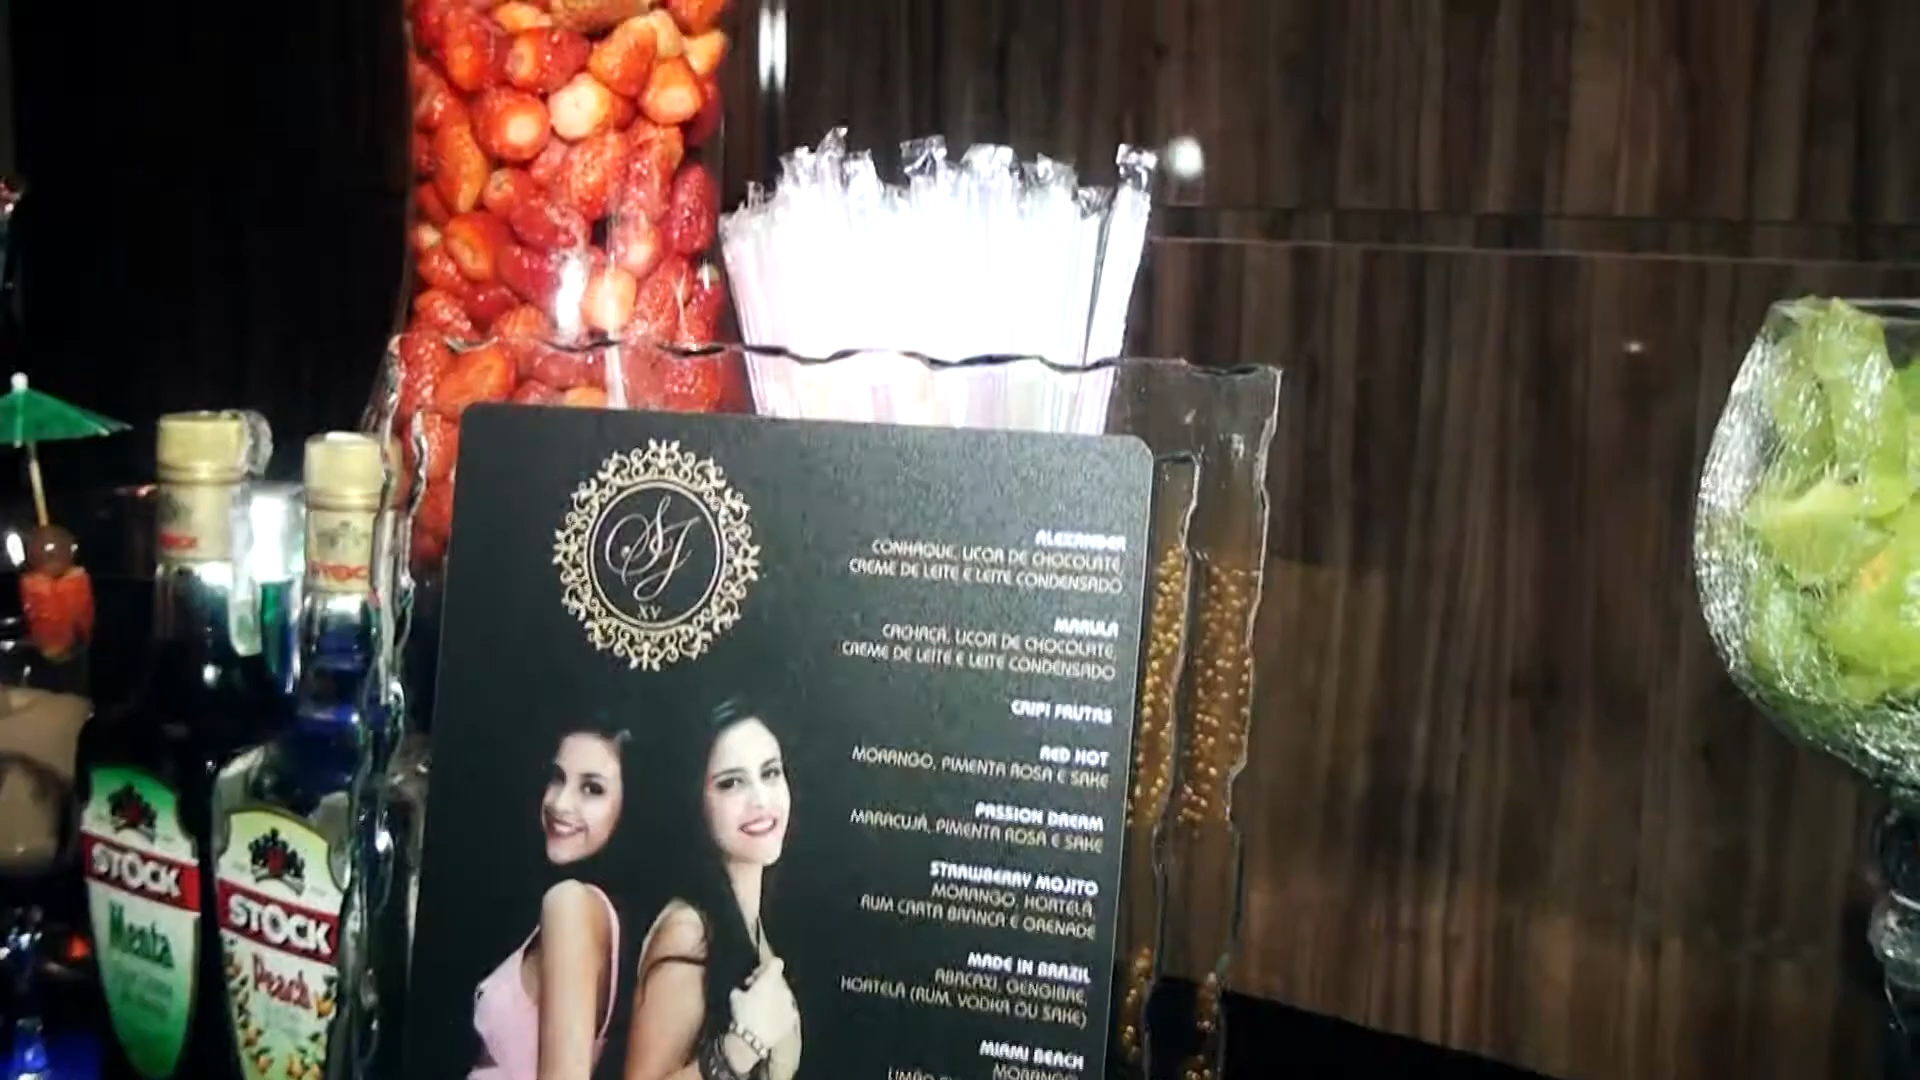 SJ
XV
ALEXANDER
CONHAQUE, LICOR DE CHOCOLATE,
CREME DE LEITE E LEITE CONDENSADO
MARULA
CACHAÇA, LICOR DE CHOCOLATE,
CREME DE LEITE E LEITE CONDENSADO
CAIPI FRUTAS
RED HOT
MORANGO, PIMENTA ROSA E SAKE
PASSION DREAM
MARACUJÁ, PIMENTA ROSA E SAKE
STRAWBERRY MOJITO
MORANGO, HORTELÃ,
RUM CARTA BRANCA E GRENADE
MADE IN BRAZIL
ABACAXI, GENGIBRE,
HORTELÃ (RUM, VODKA OU SAKE)
MIAMI BEACH
MORANGO,
LIMÃO
STOCK
Menta
STOCK
Peach